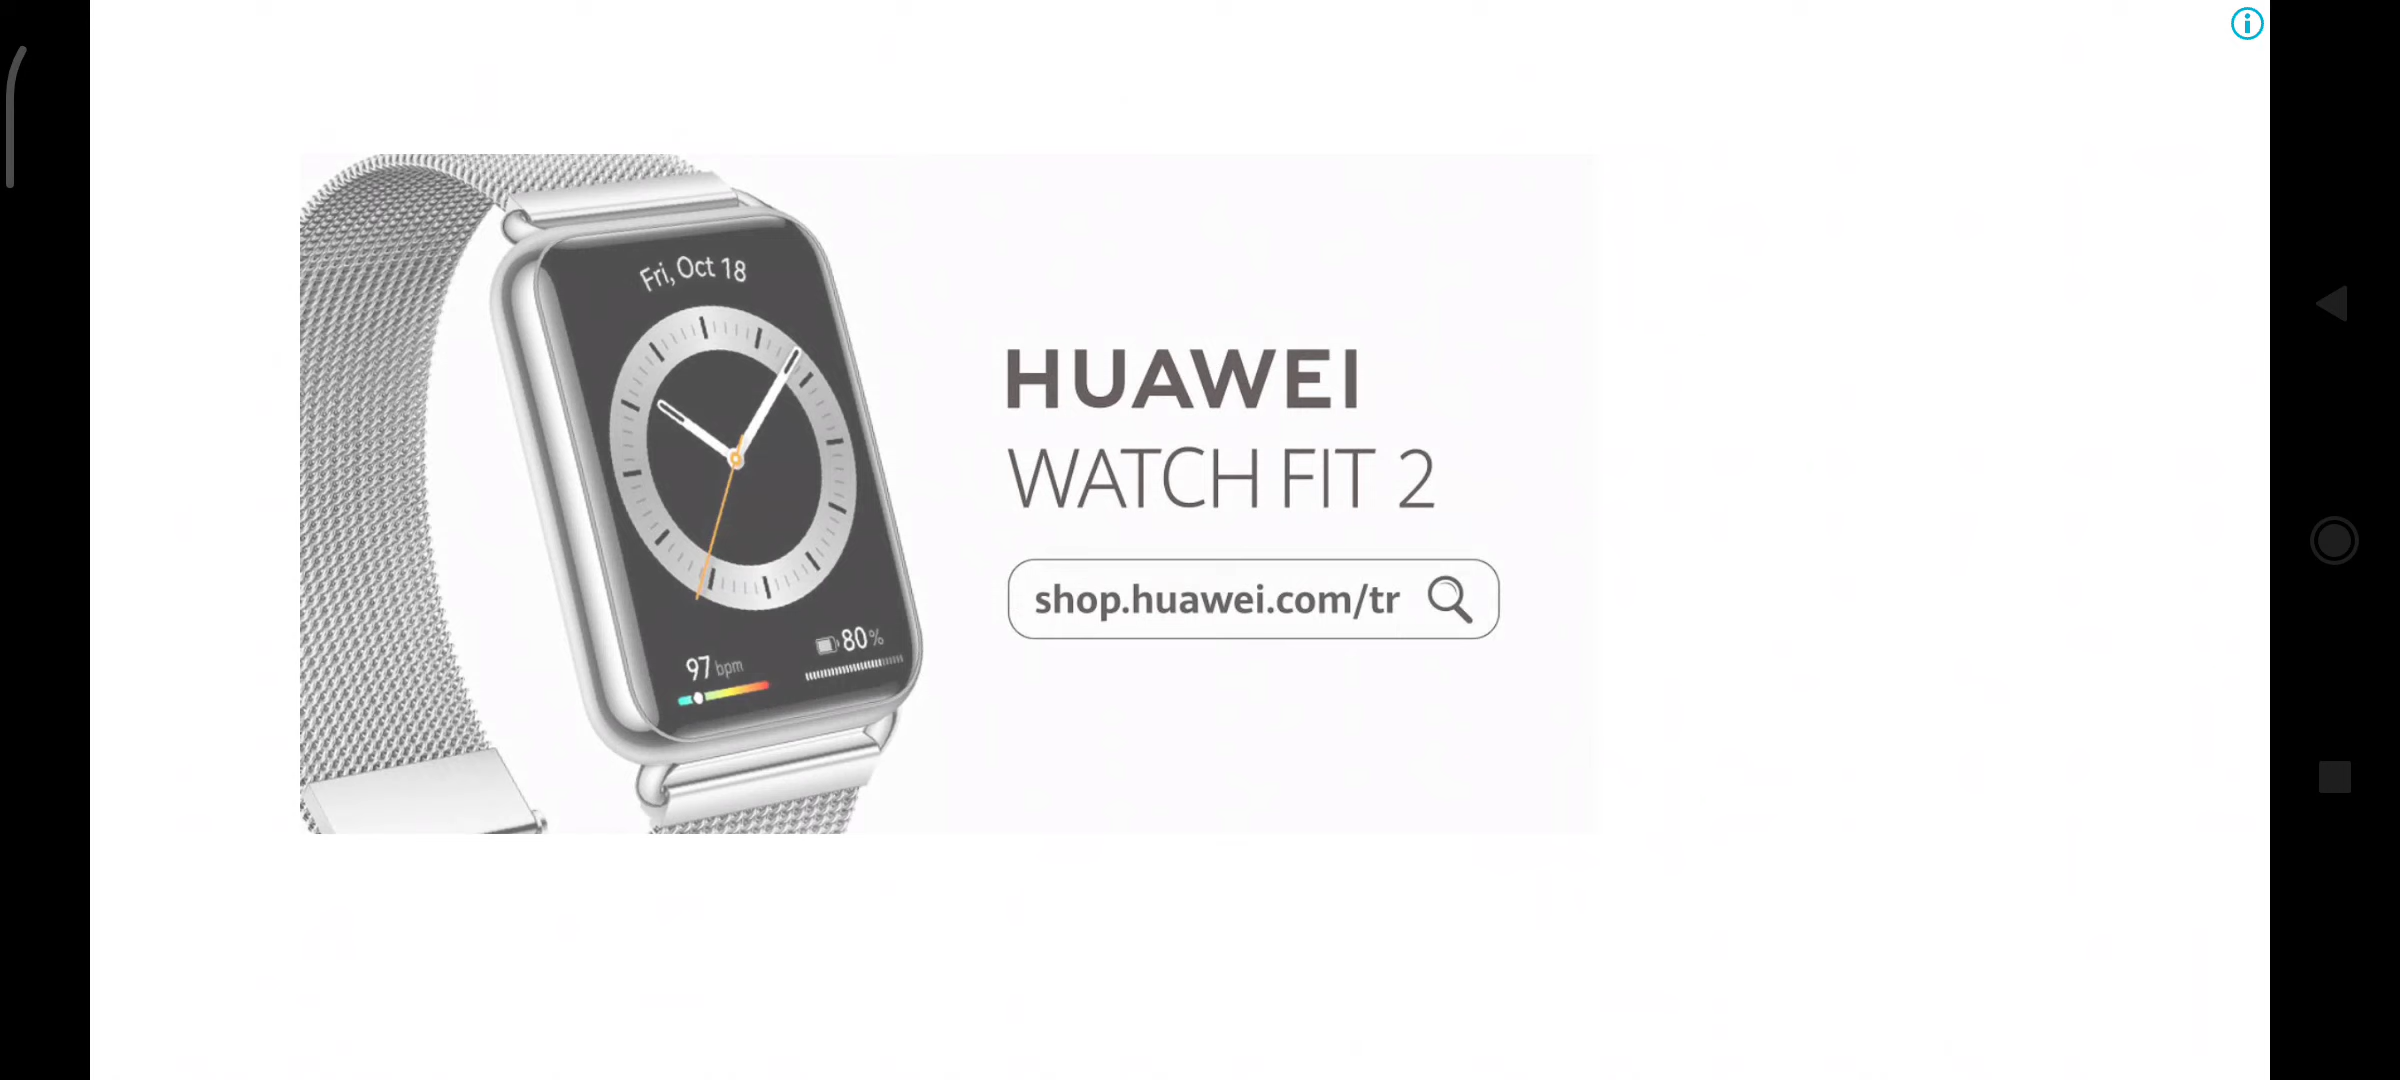 Fri, Oct 18
97 bpm
80%
HUAWEI
WATCH FIT 2
shop.huawei.com/tr